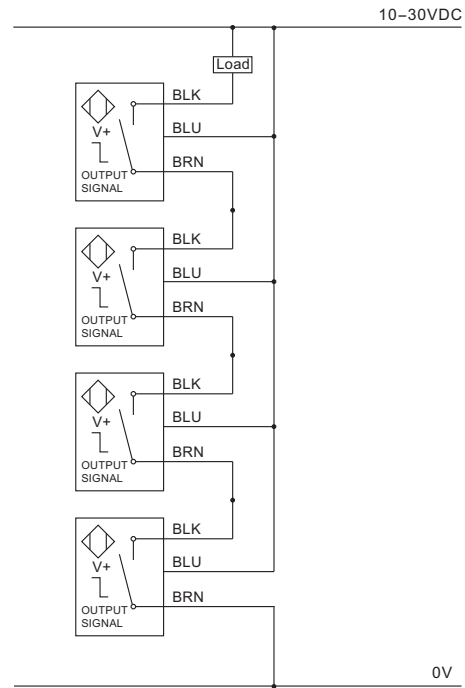 10–30VDC
Load
BLK
V+
BLU
BRN
OUTPUT
SIGNAL
BLK
V+
BLU
BRN
OUTPUT
SIGNAL
BLK
V+
BLU
BRN
OUTPUT
SIGNAL
BLK
V+
BLU
BRN
OUTPUT
SIGNAL
0V